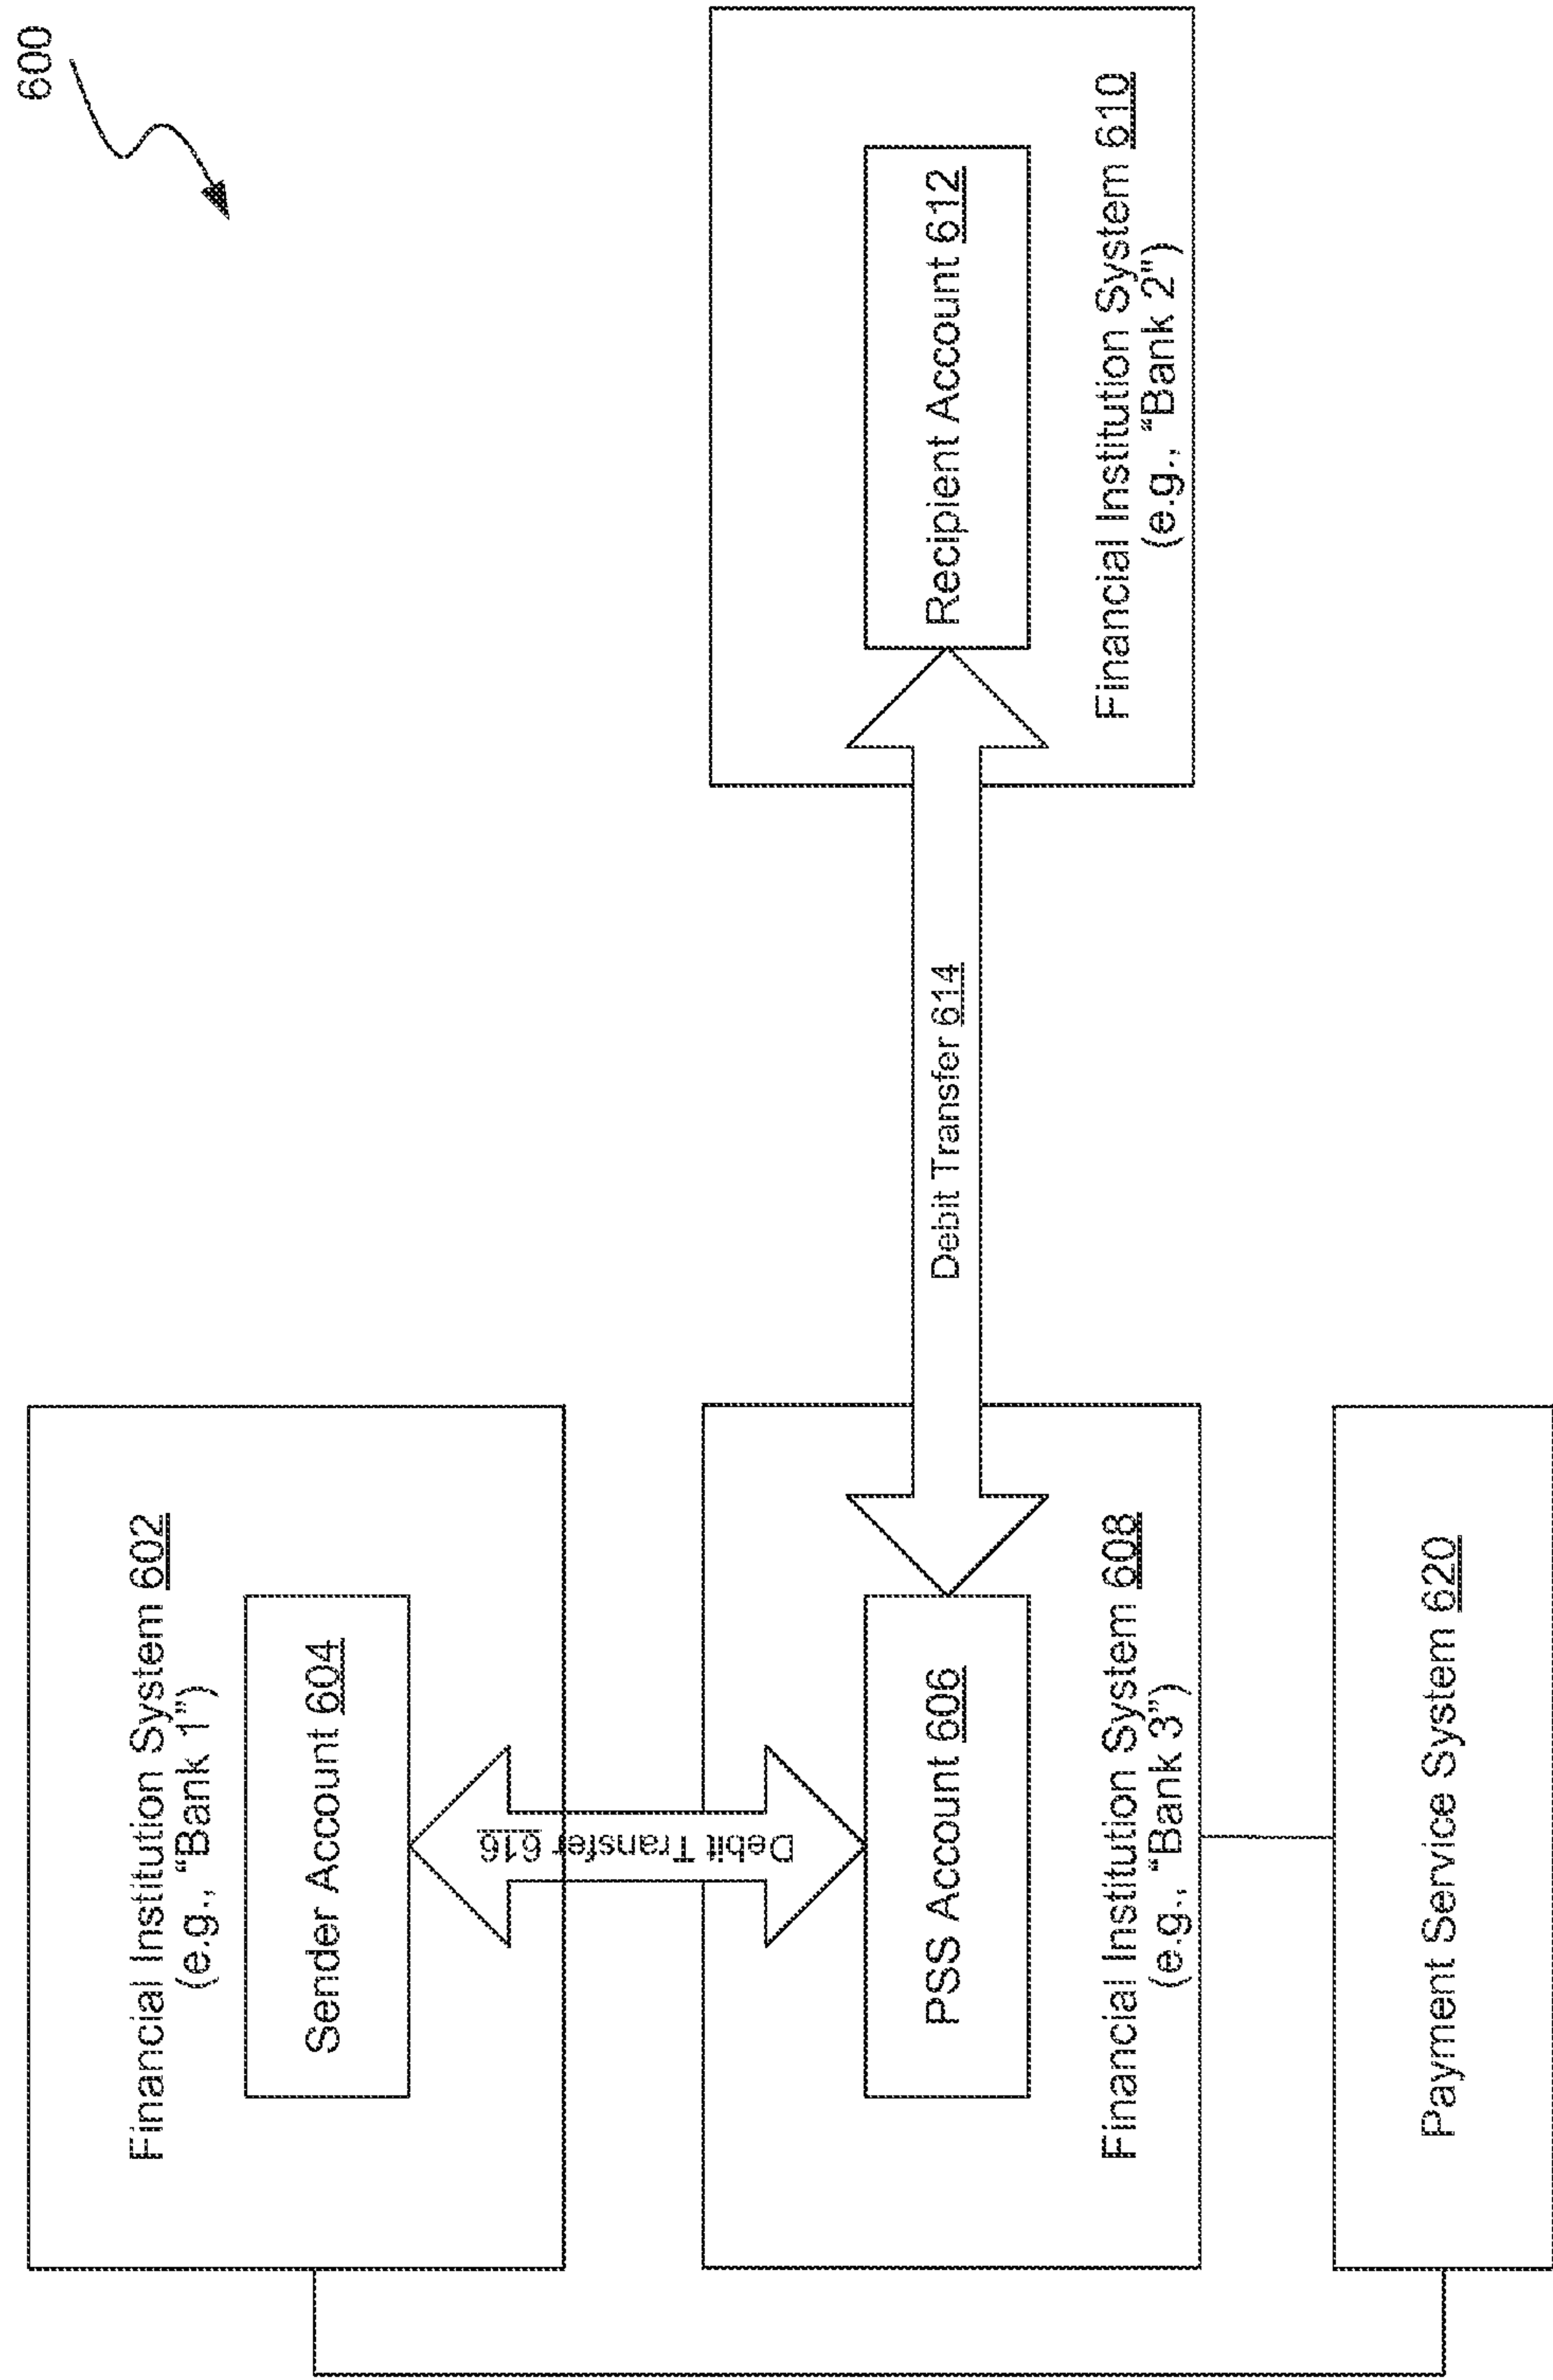 600
Financial Institution System 602
(e.g., “Bank 1”)
Sender Account 604
Debit Transfer 616
PSS Account 606
Financial Institution System 608
(e.g., “Bank 3”)
Payment Service System 620
Debit Transfer 614
Recipient Account 612
Financial Institution System 610
(e.g., “Bank 2”)